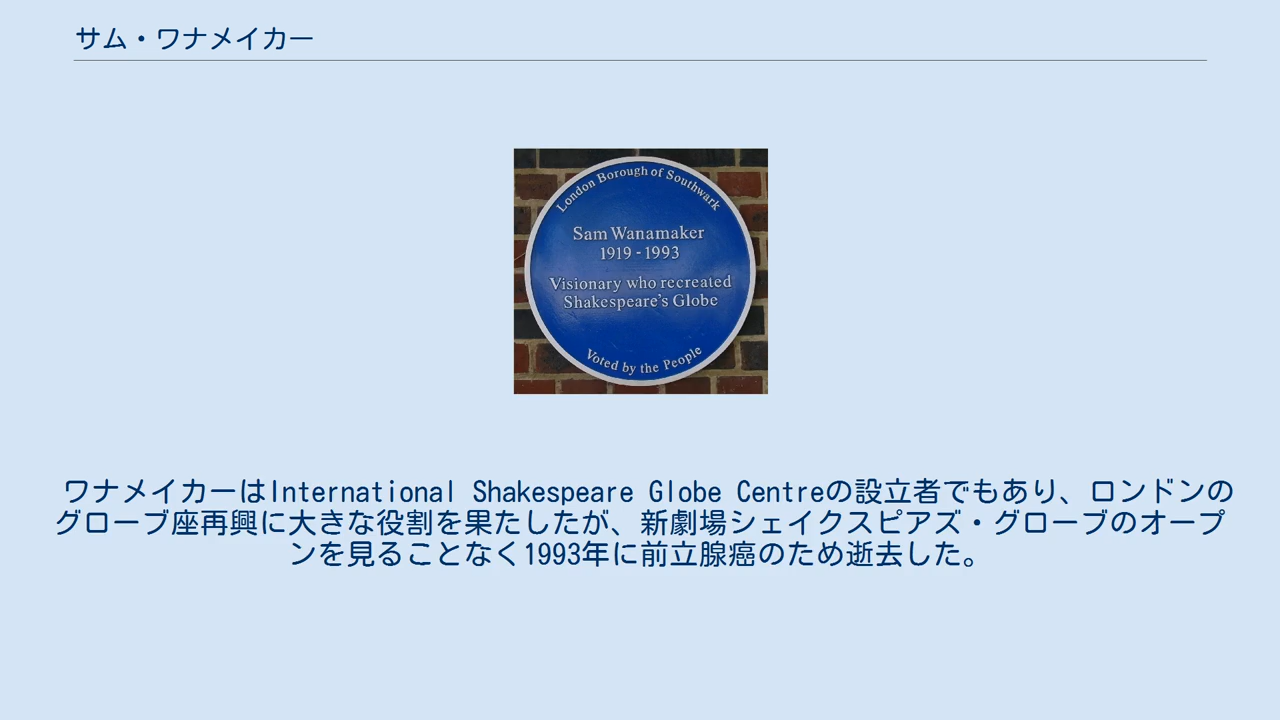 サム・ワナメイカー
London Borough of Southwark
Sam Wanamaker
1919 - 1993
Visionary who recreated
Shakespeare's Globe
Voted by the People
ワナメイカーはInternational Shakespeare Globe Centreの設立者でもあり、ロンドンの
グローブ座再興に大きな役割を果たしたが、新劇場シェイクスピアズ・グローブのオープ
ンを見ることなく1993年に前立腺癌のため逝去した。